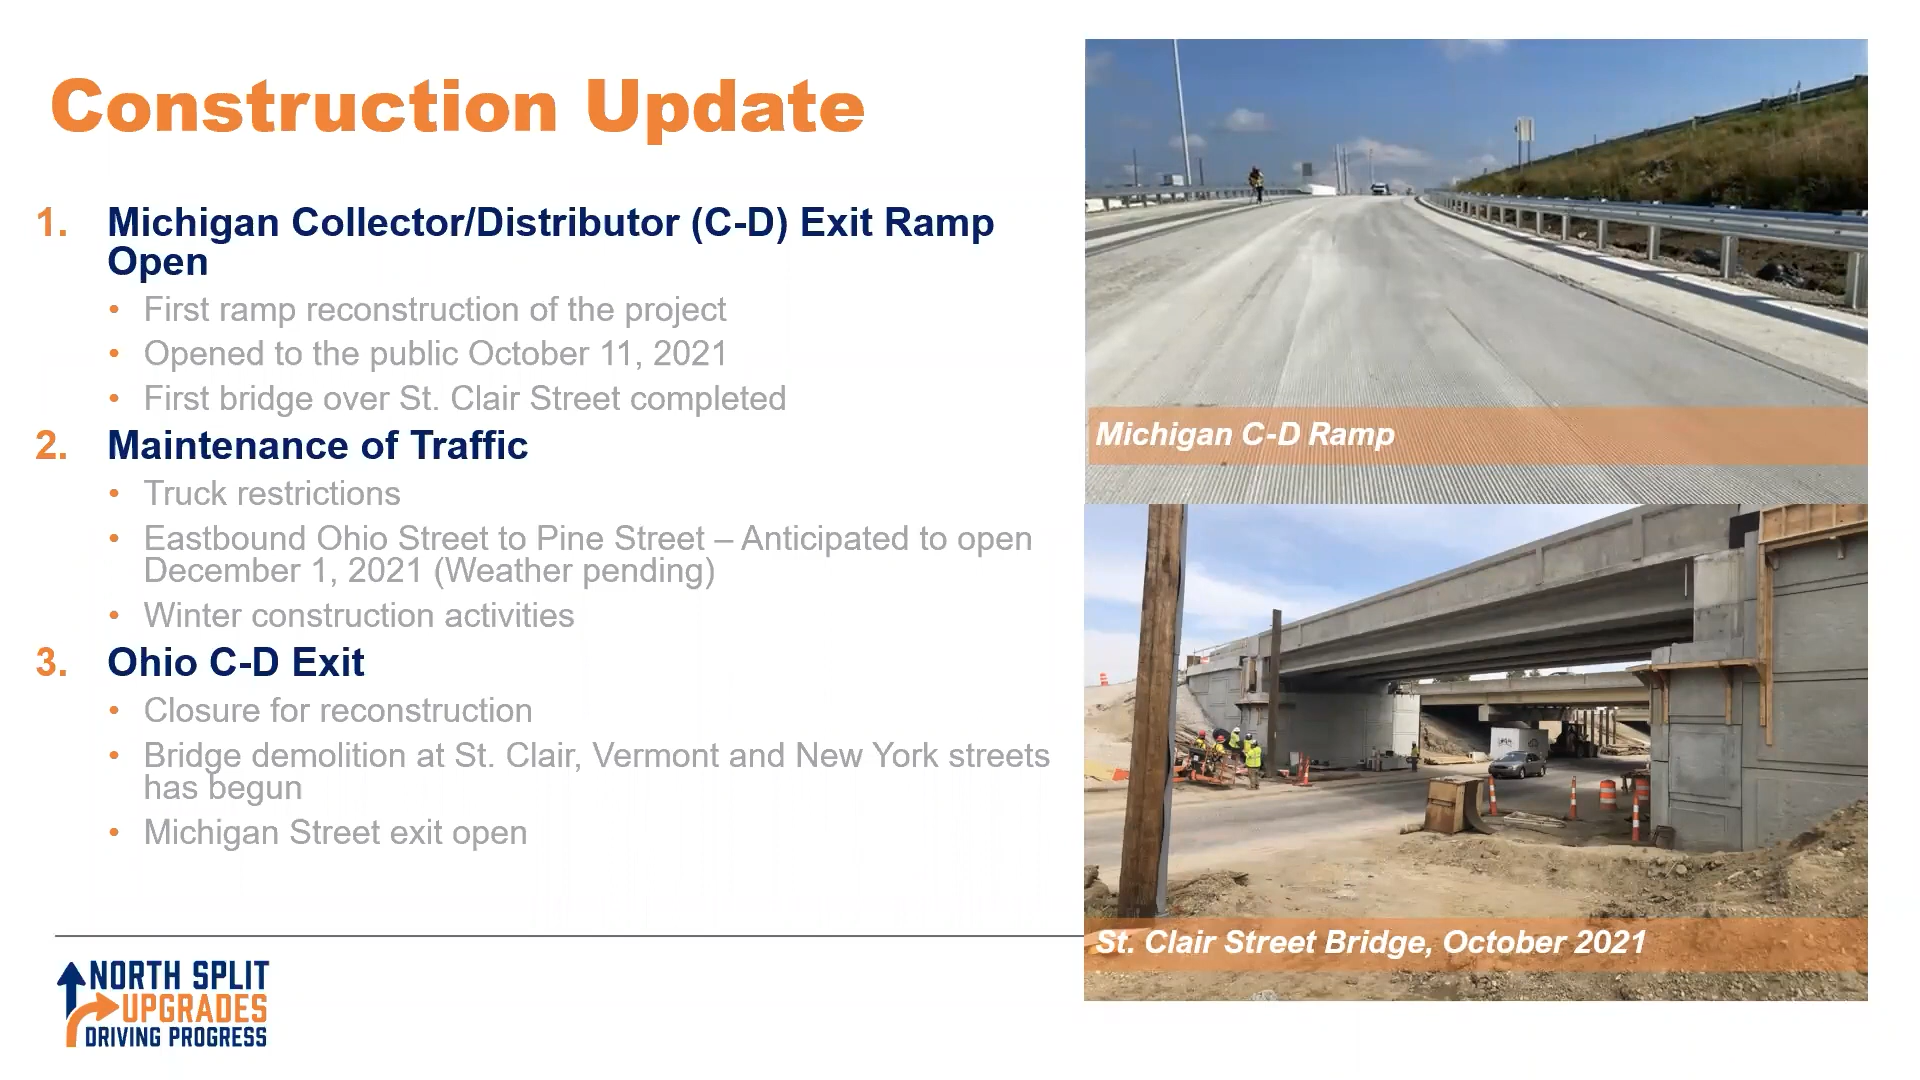 Construction Update
1. Michigan Collector/Distributor (C-D) Exit Ramp
Open
• First ramp reconstruction of the project
• Opened to the public October 11, 2021
• First bridge over St. Clair Street completed
2. Maintenance of Traffic
• Truck restrictions
• Eastbound Ohio Street to Pine Street – Anticipated to open
December 1, 2021 (Weather pending)
• Winter construction activities
3. Ohio C-D Exit
• Closure for reconstruction
• Bridge demolition at St. Clair, Vermont and New York streets
has begun
• Michigan Street exit open
Michigan C-D Ramp
St. Clair Street Bridge, October 2021
NORTH SPLIT
UPGRADES
DRIVING PROGRESS